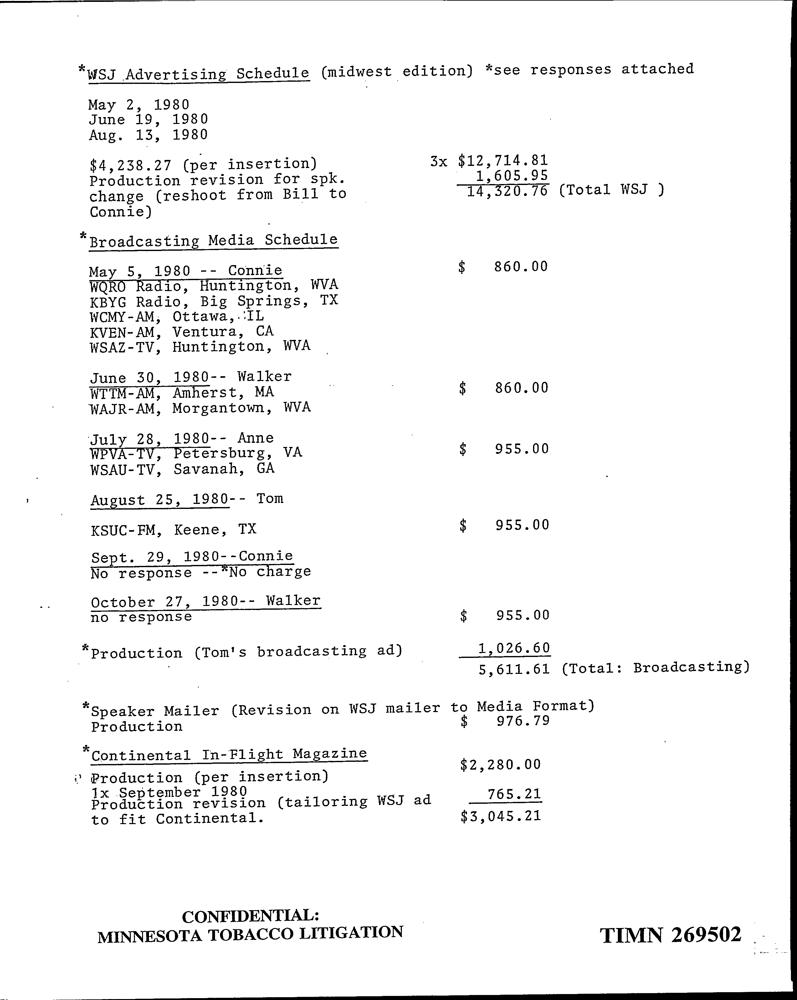 *WSJ Advertising Schedule (midwest edition) *see responses attached
May 2, 1980
June 19, 1980
Aug. 13, 1980
$4,238.27 (per insertion) 3x $12,714.81
Production revision for spk. 1,605.95
change (reshoot from Bill to 14,320.76 (Total WSJ )
Connie)
*Broadcasting Media Schedule
May 5, 1980 -- Connie $ 860.00
WQRO Radio, Huntington, WVA
KBYG Radio, Big Springs, TX
WCMY-AM, Ottawa, IL
KVEN-AM, Ventura, CA
WSAZ-TV, Huntington, WVA
June 30, 1980-- Walker
WTTM-AM, Amherst, MA $ 860.00
WAJR-AM, Morgantown, WVA
July 28, 1980-- Anne
WPVA-TV, Petersburg, VA $ 955.00
WSAU-TV, Savanah, GA
August 25, 1980-- Tom
KSUC-FM, Keene, TX $ 955.00
Sept. 29, 1980--Connie
No response --*No charge
October 27, 1980-- Walker
no response $ 955.00
*Production (Tom's broadcasting ad) 1,026.60
5,611.61 (Total: Broadcasting)
*Speaker Mailer (Revision on WSJ mailer to Media Format)
Production $ 976.79
*Continental In-Flight Magazine
$2,280.00
Production (per insertion)
1x September 1980 765.21
Production revision (tailoring WSJ ad
to fit Continental. $3,045.21
CONFIDENTIAL:
MINNESOTA TOBACCO LITIGATION
TIMN 269502